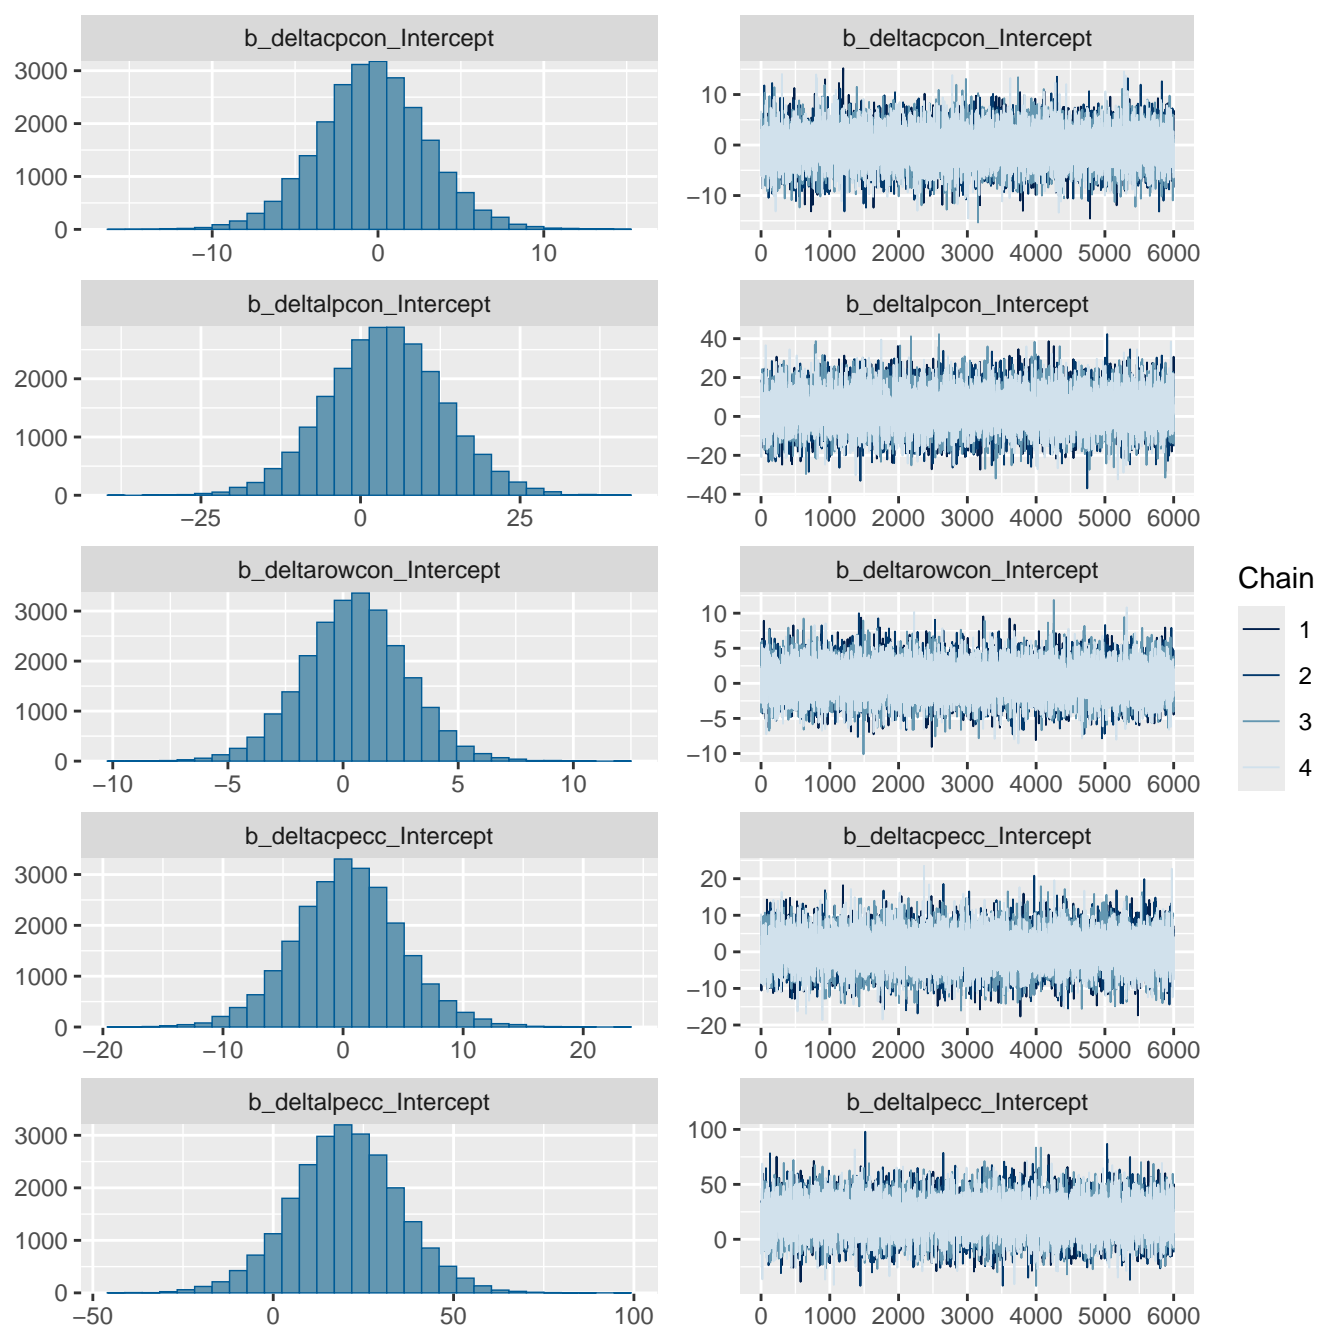 b_deltacpcon_Intercept
3000
2000
1000
0
−10 0 10
b_deltacpcon_Intercept
10
0
−10
0 1000 2000 3000 4000 5000 6000
b_deltalpcon_Intercept
2000
1000
0
−25 0 25
b_deltalpcon_Intercept
40
20
0
−20
−40
0 1000 2000 3000 4000 5000 6000
b_deltarowcon_Intercept
3000
2000
1000
0
−10 −5 0 5 10
b_deltarowcon_Intercept
10
5
0
−5
−10
0 1000 2000 3000 4000 5000 6000
b_deltacpecc_Intercept
3000
2000
1000
0
−20 −10 0 10 20
b_deltacpecc_Intercept
20
10
0
−10
−20
0 1000 2000 3000 4000 5000 6000
b_deltalpecc_Intercept
3000
2000
1000
0
−50 0 50 100
b_deltalpecc_Intercept
100
50
0
0 1000 2000 3000 4000 5000 6000
Chain
1
2
3
4